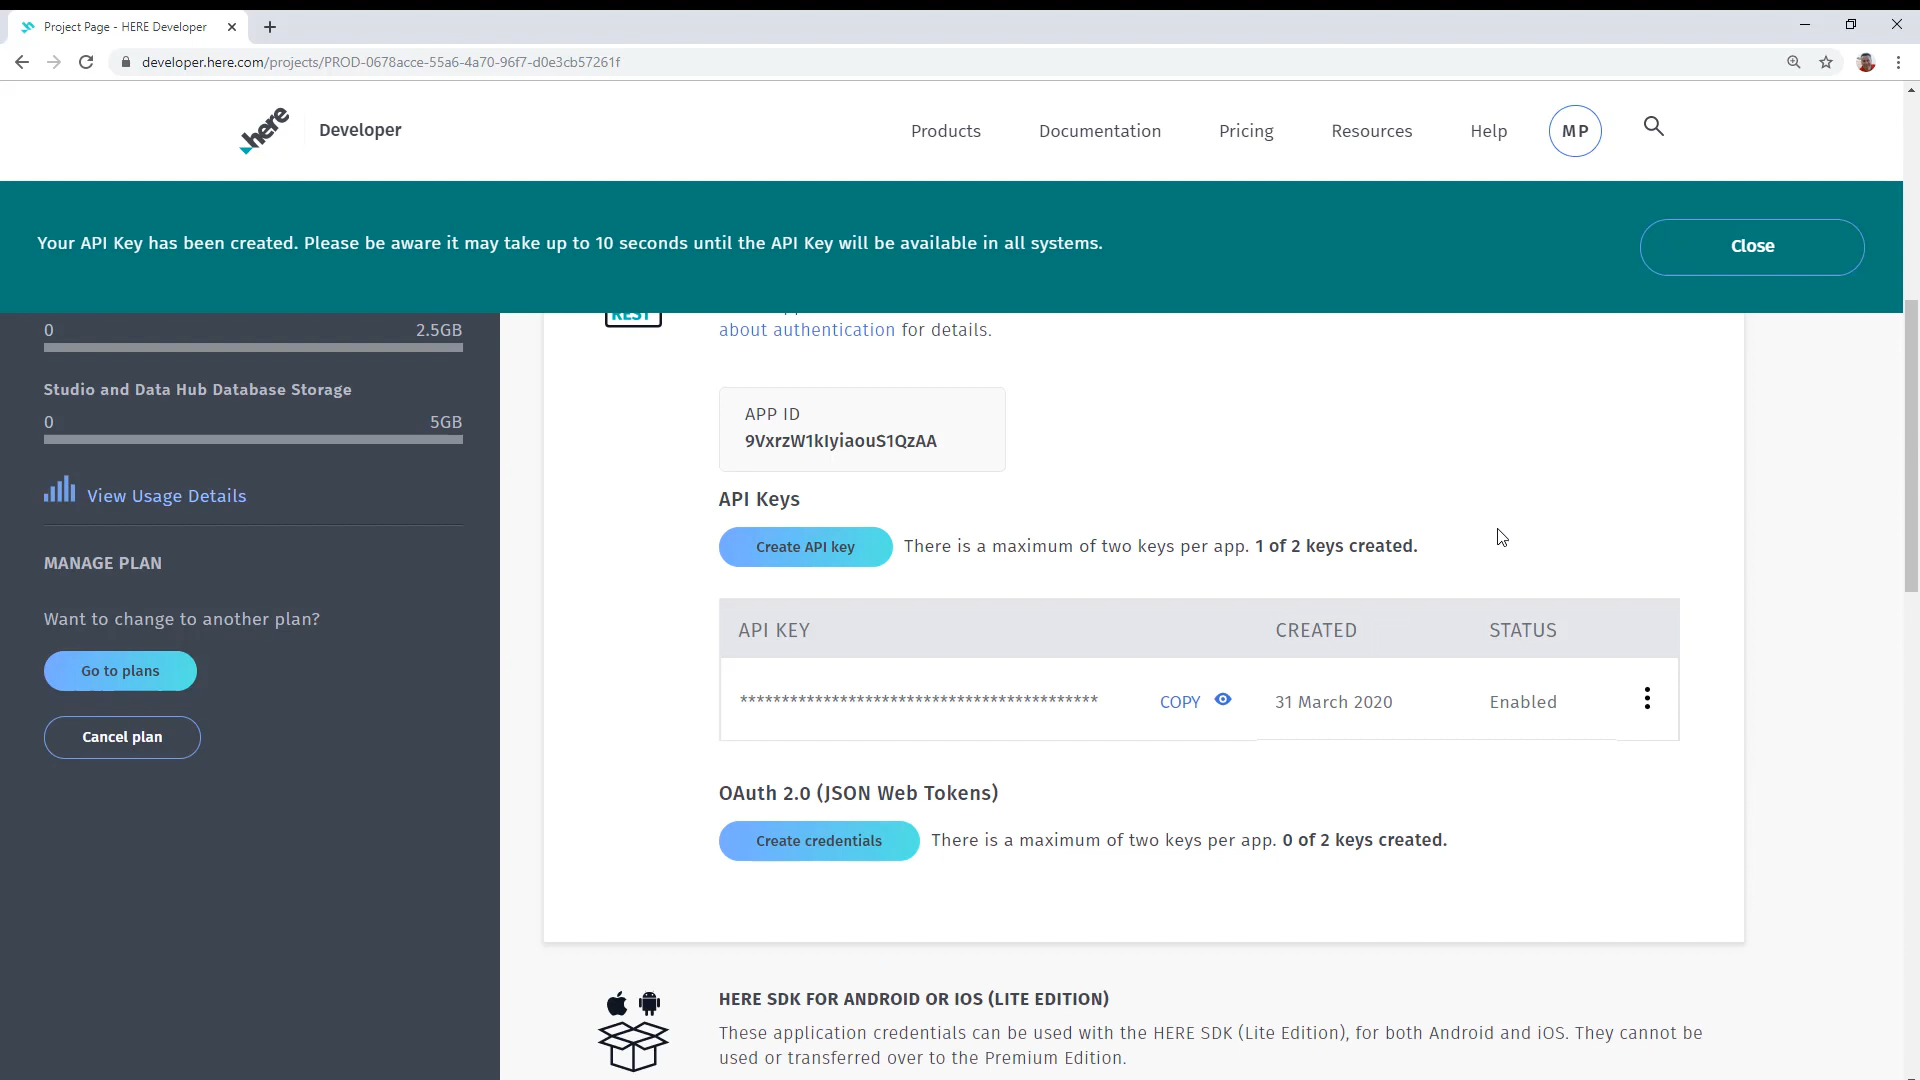 Project Page - HERE Developer
developer.here.com/projects/PROD-0678acce-55a6-4a70-96f7-d0e3cb57261f
here
Developer
Products
Documentation
Pricing
Resources
Help
MP
Your API Key has been created. Please be aware it may take up to 10 seconds until the API Key will be available in all systems.
Close
0
2.5GB
Studio and Data Hub Database Storage
0
5GB
View Usage Details
MANAGE PLAN
Want to change to another plan?
Go to plans
Cancel plan
REST
about authentication for details.
APP ID
9VxrzW1kIyiaouS1QzAA
API Keys
Create API key
There is a maximum of two keys per app. 1 of 2 keys created.
API KEY
CREATED
STATUS
*******************************************
COPY
31 March 2020
Enabled
OAuth 2.0 (JSON Web Tokens)
Create credentials
There is a maximum of two keys per app. 0 of 2 keys created.
HERE SDK FOR ANDROID OR IOS (LITE EDITION)
These application credentials can be used with the HERE SDK (Lite Edition), for both Android and iOS. They cannot be
used or transferred over to the Premium Edition.